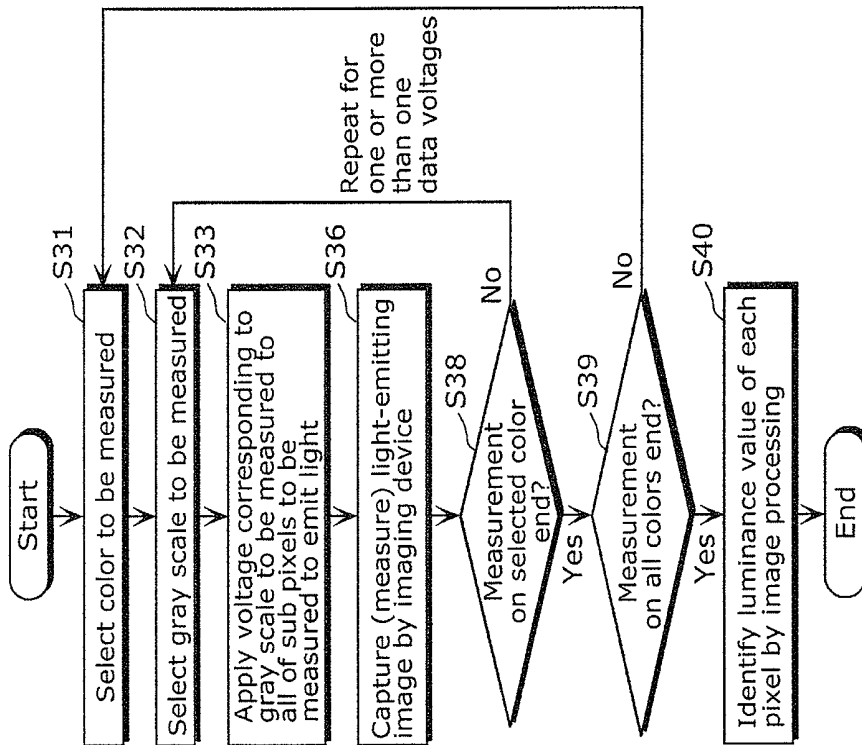 Start
S31
Select color to be measured
S32
Select gray scale to be measured
S33
Apply voltage corresponding to
gray scale to be measured to
all of sub pixels to be
measured to emit light
S36
Capture (measure) light-emitting
image by imaging device
S38
Measurement
on selected color
end?
No
Repeat for
one or more
than one
data voltages
Yes
S39
Measurement
on all colors end?
No
Yes
S40
Identify luminance value of each
pixel by image processing
End